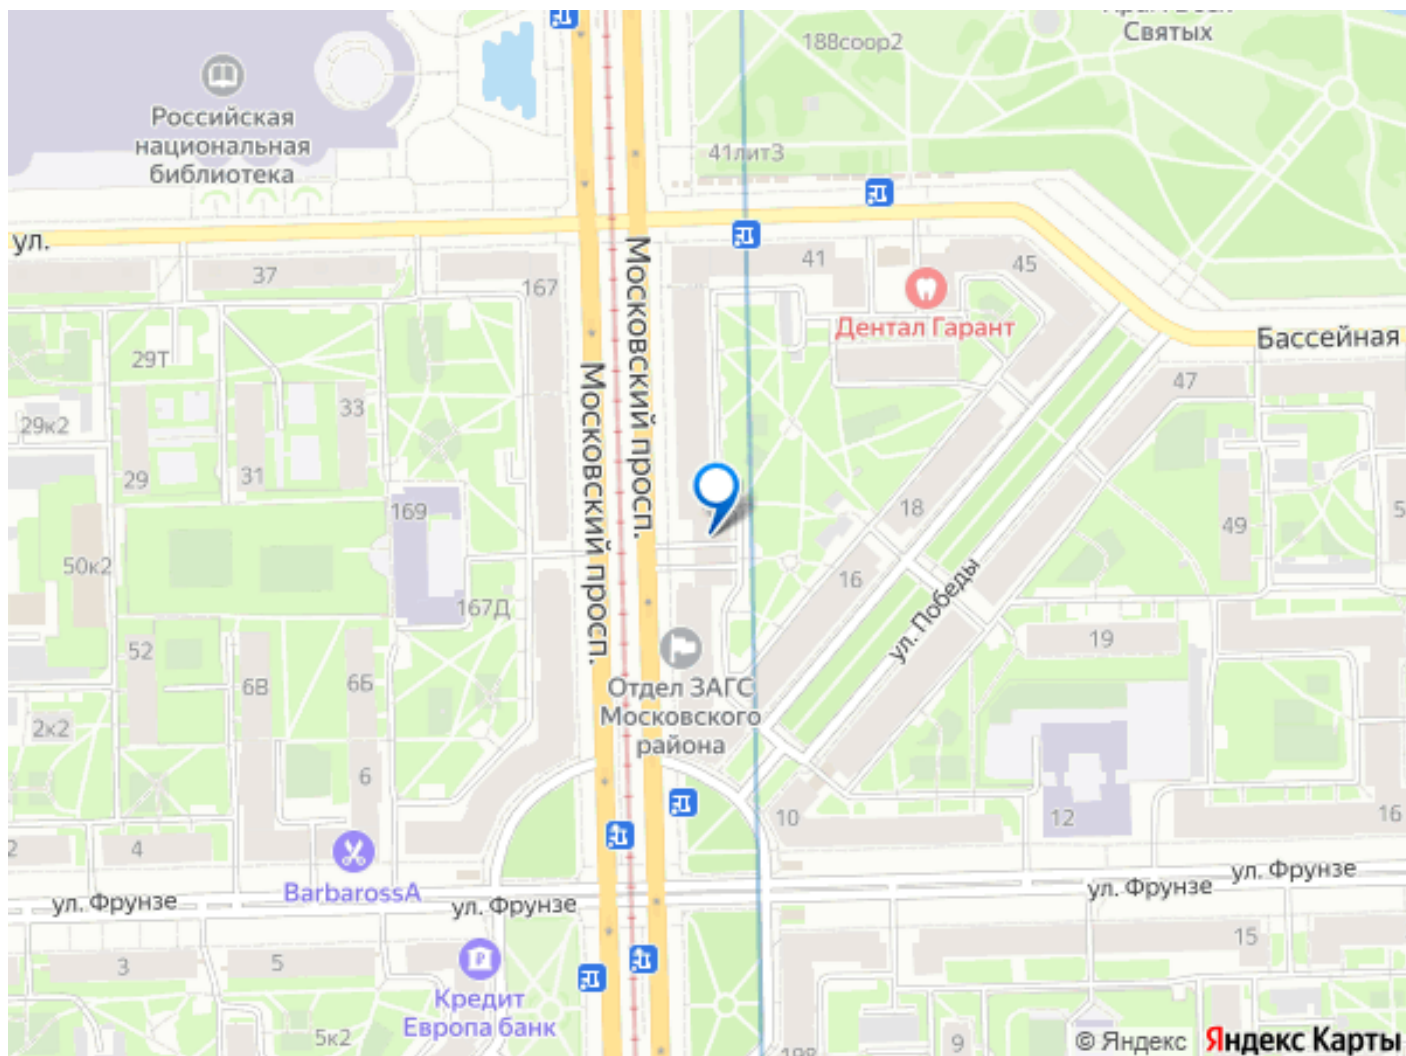 Святых
188соор2
Российская
национальная
библиотека
41лит3
ул.
37
167
41
45
Дентал Гарант
Бассейная
Московский просп.
Московский просп.
29Т
33
47
29к2
29
31
169
18
49
50к2
16
167Д
ул. Победы
19
52
6В
6Б
Отдел ЗАГС
Московского
района
2к2
6
10
12
16
2
4
BarbarossA
ул. Фрунзе
ул. Фрунзе
ул. Фрунзе
ул. Фрунзе
3
5
15
Кредит
Европа банк
5к2
9
© Яндекс
Яндекс Карты